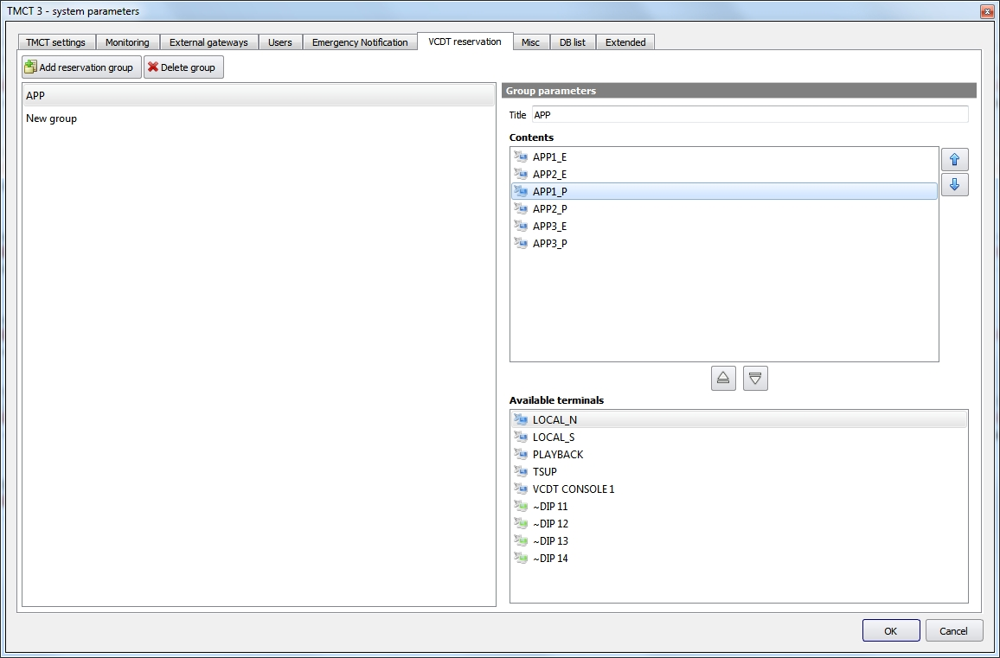 TMCT 3 - system parameters
TMCT settings Monitoring External gateways Users Emergency Notification VCDT reservation Misc DB list Extended
Add reservation group Delete group
APP
New group
Group parameters
Title APP
Contents
APP1_E
APP2_E
APP1_P
APP2_P
APP3_E
APP3_P
Available terminals
LOCAL_N
LOCAL_S
PLAYBACK
TSUP
VCDT CONSOLE1
~DIP 11
~DIP 12
~DIP 13
~DIP 14
OK Cancel